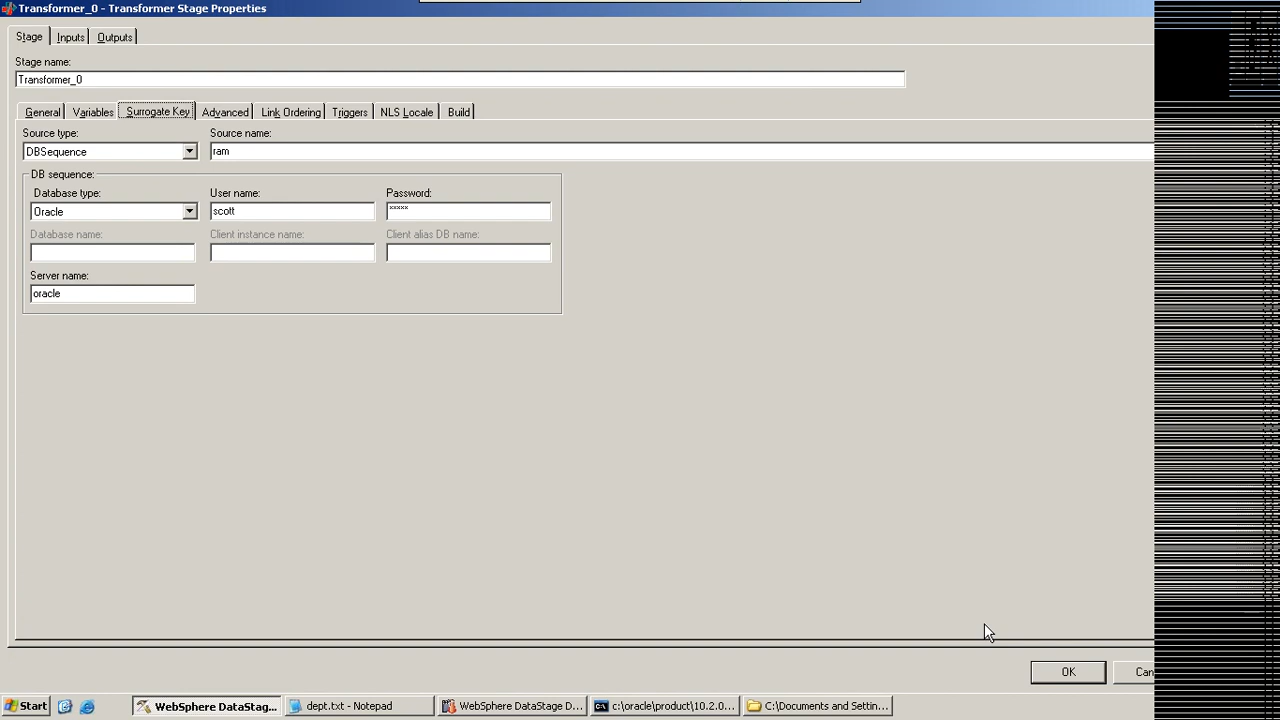 Transformer_0 - Transformer Stage Properties
Stage Inputs Outputs
Stage name:
Transformer_0
General Variables Surrogate Key Advanced Link Ordering Triggers NLS Locale Build
Source type: Source name:
DBSequence ram
DB sequence:
Database type: User name: Password:
Oracle scott *****
Database name: Client instance name: Client alias DB name:
Server name:
oracle
OK Can
Start WebSphere DataStag... dept.txt - Notepad WebSphere DataStage D... c:\oracle\product\10.2.0... C:\Documents and Settin...